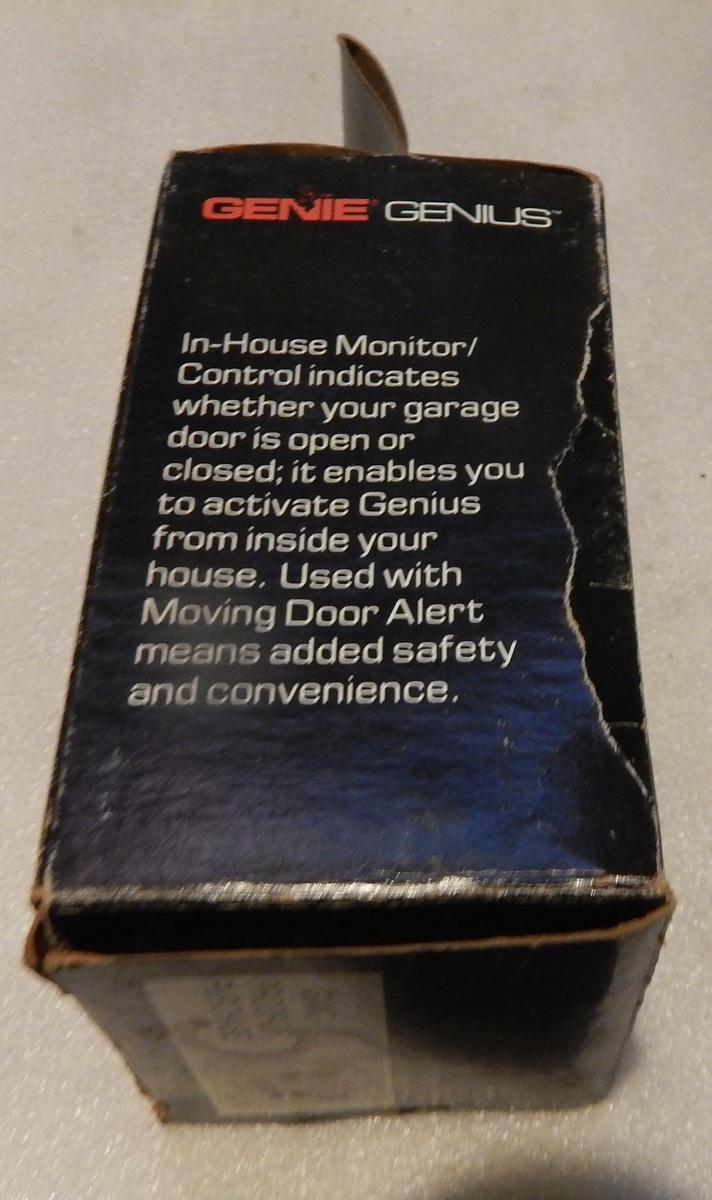 GENIE® GENIUS™
In-House Monitor/
Control indicates
whether your garage
door is open or
closed; it enables you
to activate Genius
from inside your
house. Used with
Moving Door Alert
means added safety
and convenience.